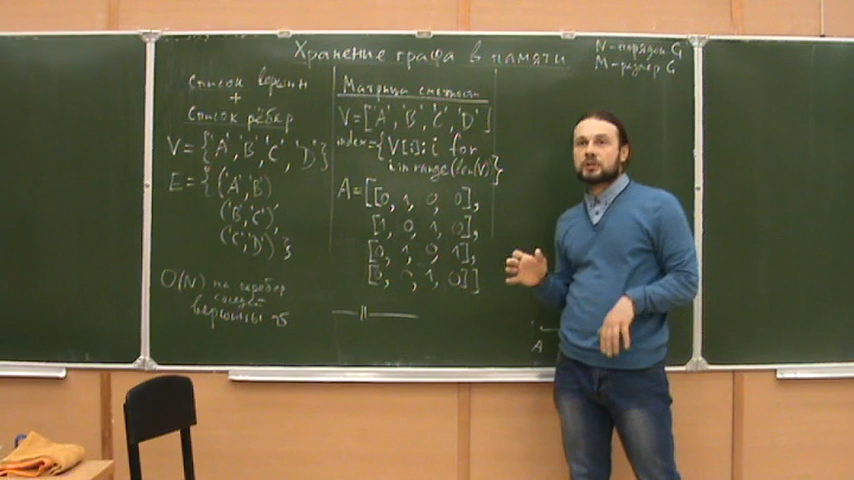 Хранение графа в памяти
N - порядок G
M - размер G
Список вершин
+
Список рёбер
V = {'A', 'B', 'C', 'D'}
E = { ('A', 'B')
('B', 'C'),
('C', 'D') }
O(N) на перебор
соседей
вершины
Матрица смежности
V = ['A', 'B', 'C', 'D']
index = { V[i]: i for
i in range(len(V)) }
A = [[0, 1, 0, 0],
[1, 0, 1, 0],
[0, 1, 0, 1],
[0, 0, 1, 0]]
— || —
A